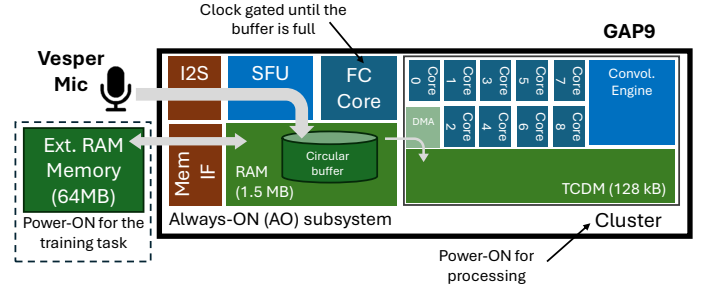 Clock gated until the
buffer is full
GAP9
Vesper
Mic
I2S
SFU
FC
Core
Core
0
Core
1
Core
3
Core
5
Core
7
Convol.
Engine
DMA
Core
2
Core
4
Core
6
Core
8
Ext. RAM
Memory
(64MB)
Mem
IF
RAM
(1.5 MB)
Circular
buffer
TCDM (128 kB)
Power-ON for the
training task
Always-ON (AO) subsystem
Cluster
Power-ON for
processing